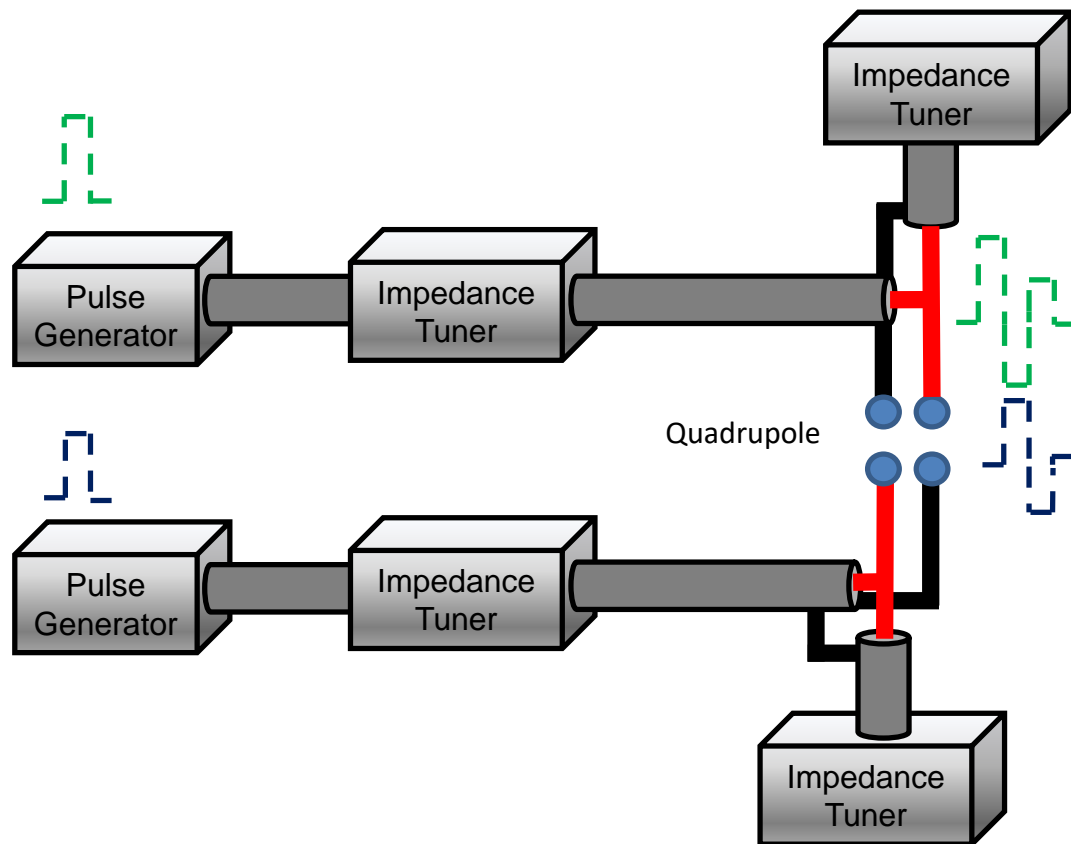 Impedance
Tuner
Pulse
Generator
Impedance
Tuner
Quadrupole
Pulse
Generator
Impedance
Tuner
Impedance
Tuner